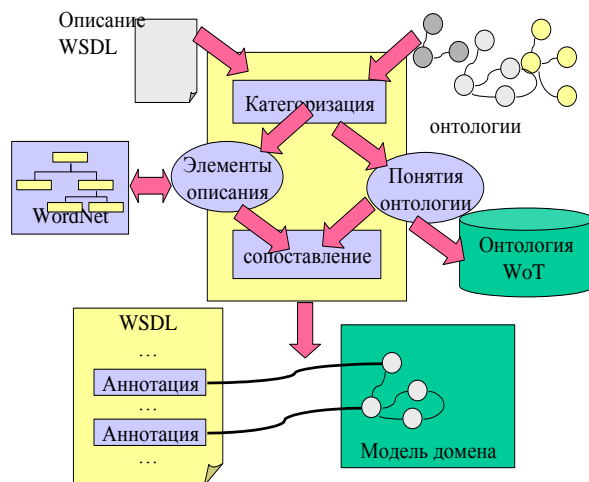 Описание
WSDL
Категоризация
онтологии
Элементы
описания
Понятия
онтологии
WordNet
сопоставление
Онтология
WoT
WSDL
…
Аннотация
…
Аннотация
…
Модель домена